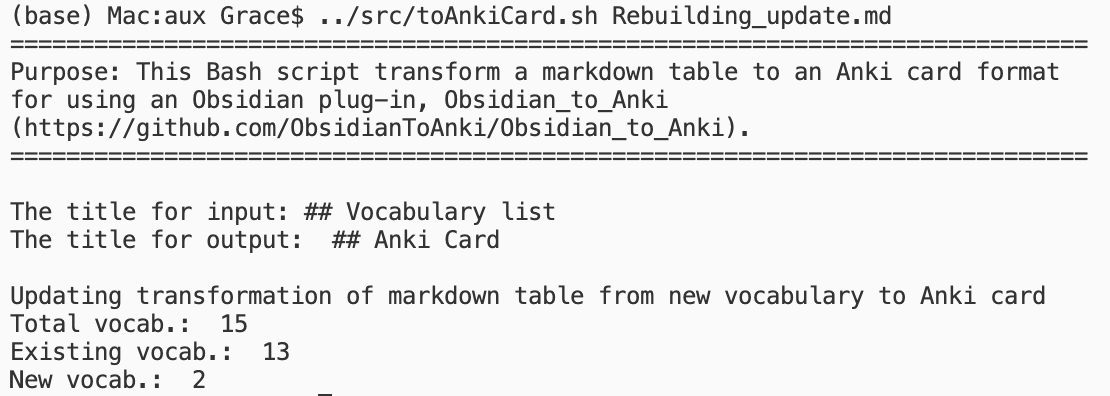 (base) Mac:aux Grace$ ../src/toAnkiCard.sh Rebuilding_update.md
=============================================================================
Purpose: This Bash script transform a markdown table to an Anki card format
for using an Obsidian plug-in, Obsidian_to_Anki
(https://github.com/ObsidianToAnki/Obsidian_to_Anki).
=============================================================================
The title for input: ## Vocabulary list
The title for output:  ## Anki Card
Updating transformation of markdown table from new vocabulary to Anki card
Total vocab.:  15
Existing vocab.:  13
New vocab.:  2